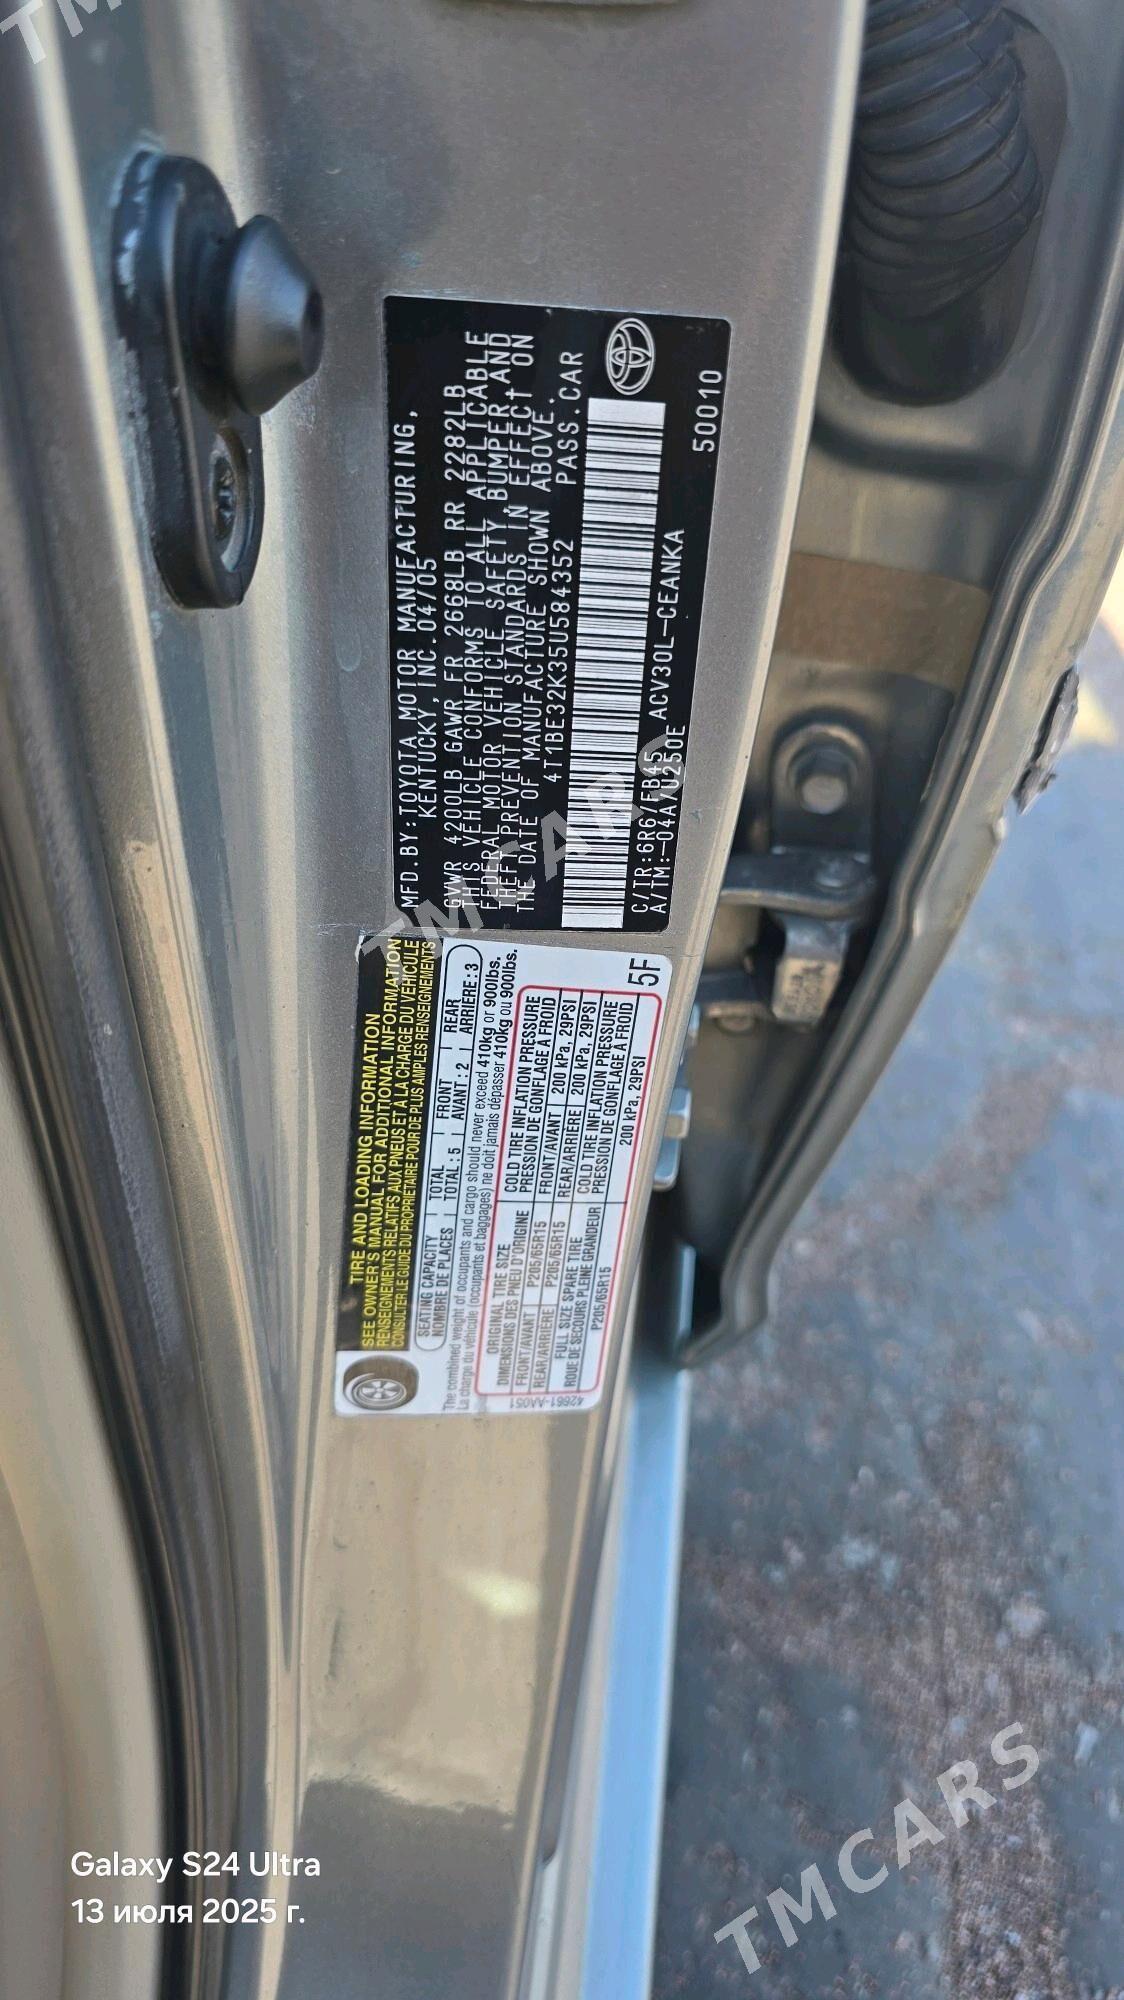 MFD.BY:TOYOTA MOTOR MANUFACTURING,
KENTUCKY, INC.04/05
GVWR 4200LB GAWR FR 2668LB RR 2282LB
THIS VEHICLE CONFORMS TO ALL APPLICABLE
FEDERAL MOTOR VEHICLE SAFETY, BUMPER, AND
THEFT PREVENTION STANDARDS IN EFFECT ON
THE DATE OF MANUFACTURE SHOWN ABOVE.
4T1BE32K35U584352 PASS.CAR
C/TR:6R6/FB45 ACV30L-CEANKA
A/TM:-04A/U250E
50010
TIRE AND LOADING INFORMATION
SEE OWNER'S MANUAL FOR ADDITIONAL INFORMATION
RENSEIGNEMENTS RELATIFS AUX PNEUS ET À LA CHARGE DU VÉHICULE
CONSULTER LE GUIDE DU PROPRIÉTAIRE POUR DE PLUS AMPLES RENSEIGNEMENTS
SEATING CAPACITY | TOTAL | FRONT | REAR
NOMBRE DE PLACES | TOTAL : 5 | AVANT : 2 | ARRIÈRE : 3
The combined weight of occupants and cargo should never exceed 410kg or 900lbs.
La charge du véhicule (occupants et bagages) ne doit jamais dépasser 410kg ou 900lbs.
ORIGINAL TIRE SIZE COLD TIRE INFLATION PRESSURE
DIMENSIONS DES PNEU D'ORIGINE PRESSION DE GONFLAGE À FROID
FRONT/AVANT P205/65R15 FRONT/AVANT 200 kPa, 29PSI
REAR/ARRIÈRE P205/65R15 REAR/ARRIÈRE 200 kPa, 29PSI
FULL SIZE SPARE TIRE COLD TIRE INFLATION PRESSURE
ROUE DE SECOURS PLEINE GRANDEUR PRESSION DE GONFLAGE À FROID
P205/65R15 200 kPa, 29PSI
5F
42661-AA051
Galaxy S24 Ultra
13 июля 2025 г.
TMCARS
TMCARS